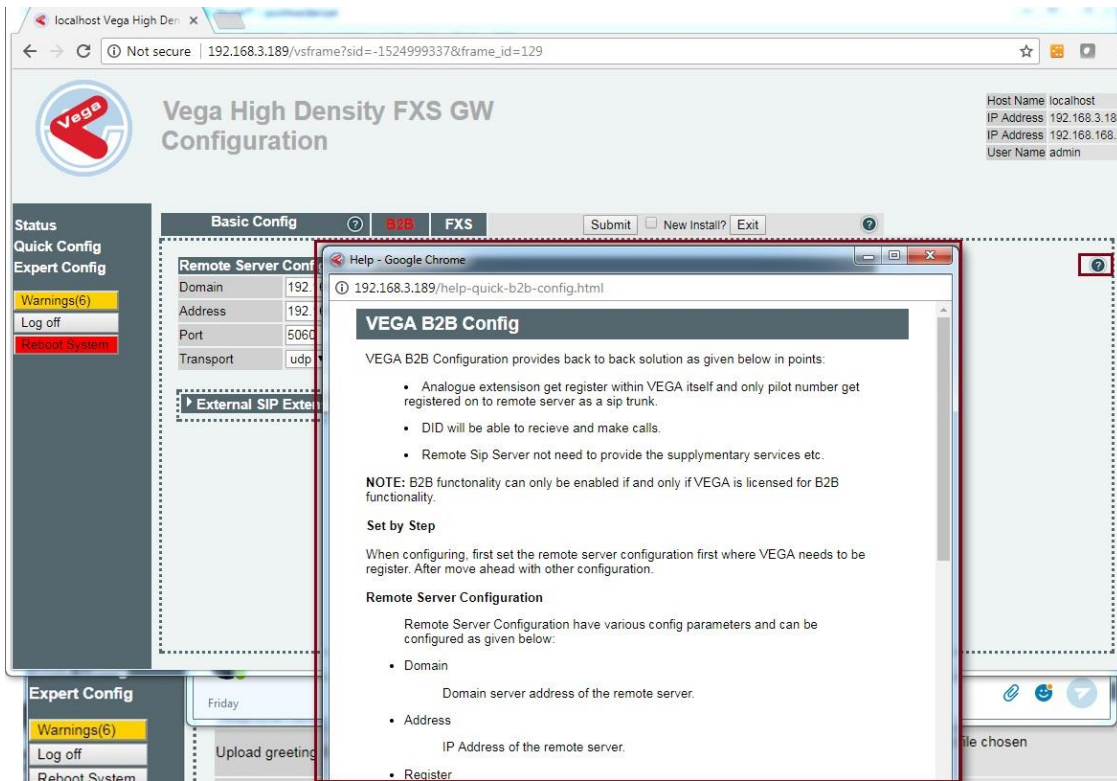 localhost Vega High Den
Not secure | 192.168.3.189/vsframe?sid=-1524999337&frame_id=129
Vega
Vega High Density FXS GW
Configuration
Host Name localhost
IP Address 192.168.3.18
IP Address 192.168.168.
User Name admin
Status
Quick Config
Expert Config
Warnings(6)
Log off
Reboot System
Basic Config ? B2B FXS Submit New Install? Exit ?
Remote Server Confi
Domain 192.
Address 192.
Port 5060
Transport udp
External SIP Exten
?
Help - Google Chrome
192.168.3.189/help-quick-b2b-config.html
VEGA B2B Config
VEGA B2B Configuration provides back to back solution as given below in points:
• Analogue extensison get register within VEGA itself and only pilot number get
registered on to remote server as a sip trunk.
• DID will be able to recieve and make calls.
• Remote Sip Server not need to provide the supplymentary services etc.
NOTE: B2B functonality can only be enabled if and only if VEGA is licensed for B2B
functionality.
Set by Step
When configuring, first set the remote server configuration first where VEGA needs to be
register. After move ahead with other configuration.
Remote Server Configuration
Remote Server Configuration have various config parameters and can be
configured as given below:
• Domain
Domain server address of the remote server.
• Address
IP Address of the remote server.
• Register
Expert Config
Warnings(6)
Log off
Reboot System
Friday
Upload greeting
file chosen